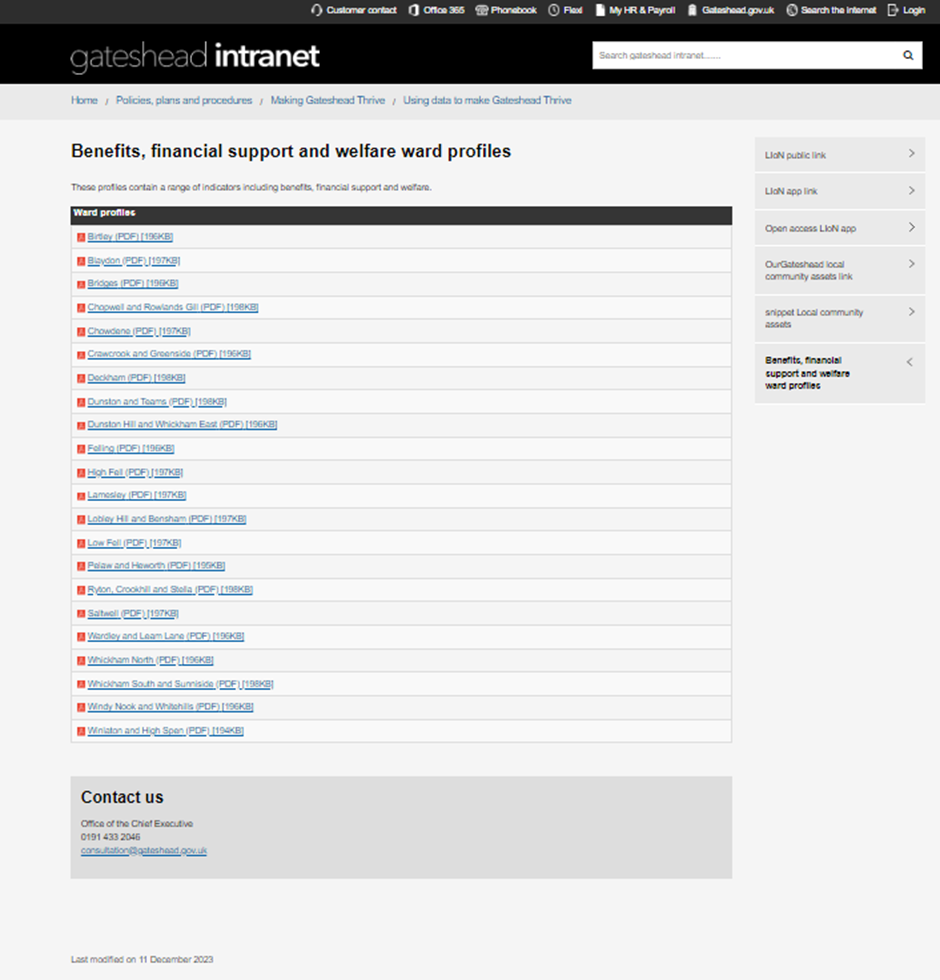 Customer contact Office 365 Phonebook Flexi My HR & Payroll Gateshead.gov.uk Search the internet Login
gateshead intranet
Search gateshead intranet......
Home / Policies, plans and procedures / Making Gateshead Thrive / Using data to make Gateshead Thrive
Benefits, financial support and welfare ward profiles
These profiles contain a range of indicators including benefits, financial support and welfare.
Ward profiles
Birtley (PDF) [196KB]
Blaydon (PDF) [197KB]
Bridges (PDF) [196KB]
Chopwell and Rowlands Gill (PDF) [198KB]
Chowdene (PDF) [197KB]
Crawcrook and Greenside (PDF) [196KB]
Deckham (PDF) [198KB]
Dunston and Teams (PDF) [198KB]
Dunston Hill and Whickham East (PDF) [196KB]
Felling (PDF) [196KB]
High Fell (PDF) [197KB]
Lamesley (PDF) [197KB]
Lobley Hill and Bensham (PDF) [197KB]
Low Fell (PDF) [197KB]
Pelaw and Heworth (PDF) [195KB]
Ryton, Crookhill and Stella (PDF) [198KB]
Saltwell (PDF) [197KB]
Wardley and Leam Lane (PDF) [196KB]
Whickham North (PDF) [196KB]
Whickham South and Sunniside (PDF) [198KB]
Windy Nook and Whitehills (PDF) [196KB]
Winlaton and High Spen (PDF) [194KB]
LIoN public link
LIoN app link
Open access LIoN app
OurGateshead local
community assets link
snippet Local community
assets
Benefits, financial
support and welfare
ward profiles
Contact us
Office of the Chief Executive
0191 433 2046
consultation@gateshead.gov.uk
Last modified on 11 December 2023